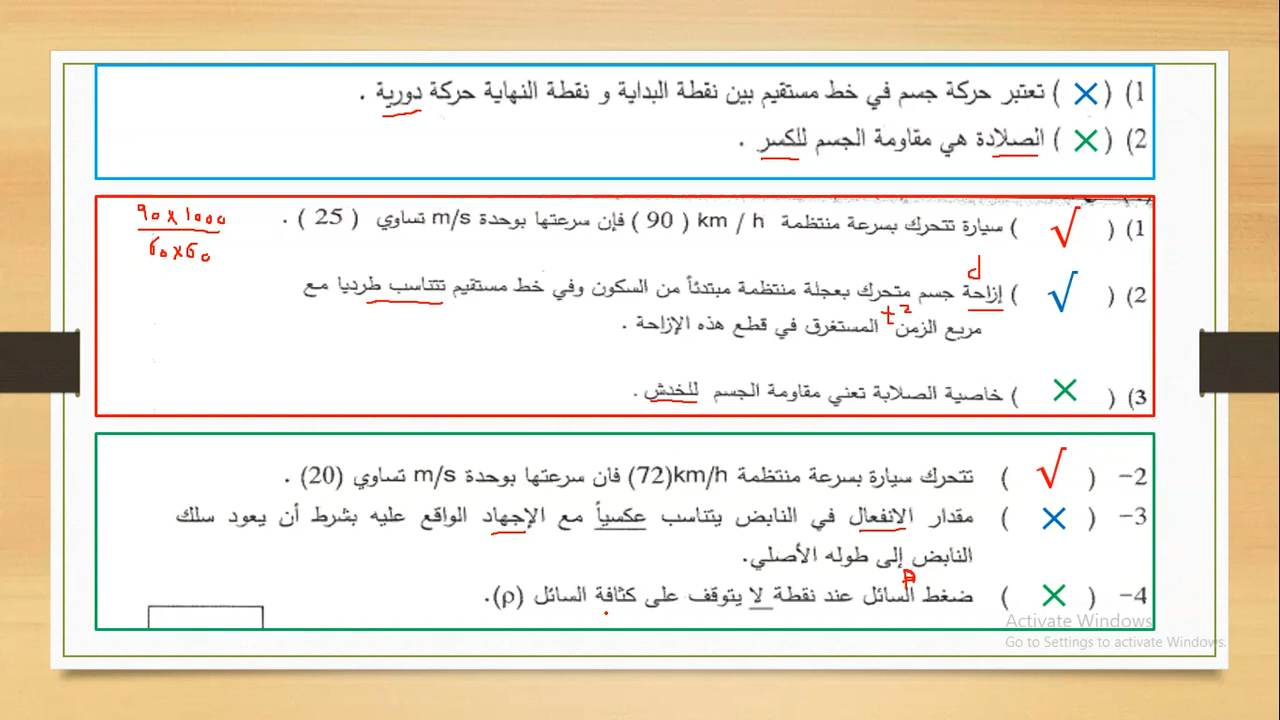 1) ( × ) تعتبر حركة جسم في خط مستقيم بين نقطة البداية و نقطة النهاية حركة دورية .
2) ( × ) الصلادة هي مقاومة الجسم للكسر .
1) ( √ ) سيارة تتحرك بسرعة منتظمة km / h ( 90 ) فإن سرعتها بوحدة m/s تساوي ( 25 ) .
90 x 1000
60 x 60
d
2) ( √ ) إزاحة جسم متحرك بعجلة منتظمة مبتدئاً من السكون وفي خط مستقيم تتناسب طرديا مع
t²
مربع الزمن المستغرق في قطع هذه الإزاحة .
3) ( × ) خاصية الصلابة تعني مقاومة الجسم للخدش .
2- ( √ ) تتحرك سيارة بسرعة منتظمة (72)km/h فان سرعتها بوحدة m/s تساوي (20) .
3- ( × ) مقدار الانفعال في النابض يتناسب عكسياً مع الإجهاد الواقع عليه بشرط أن يعود سلك
النابض إلى طوله الأصلي.
P
4- ( × ) ضغط السائل عند نقطة لا يتوقف على كثافة السائل (ρ).
Activate Windows
Go to Settings to activate Windows.